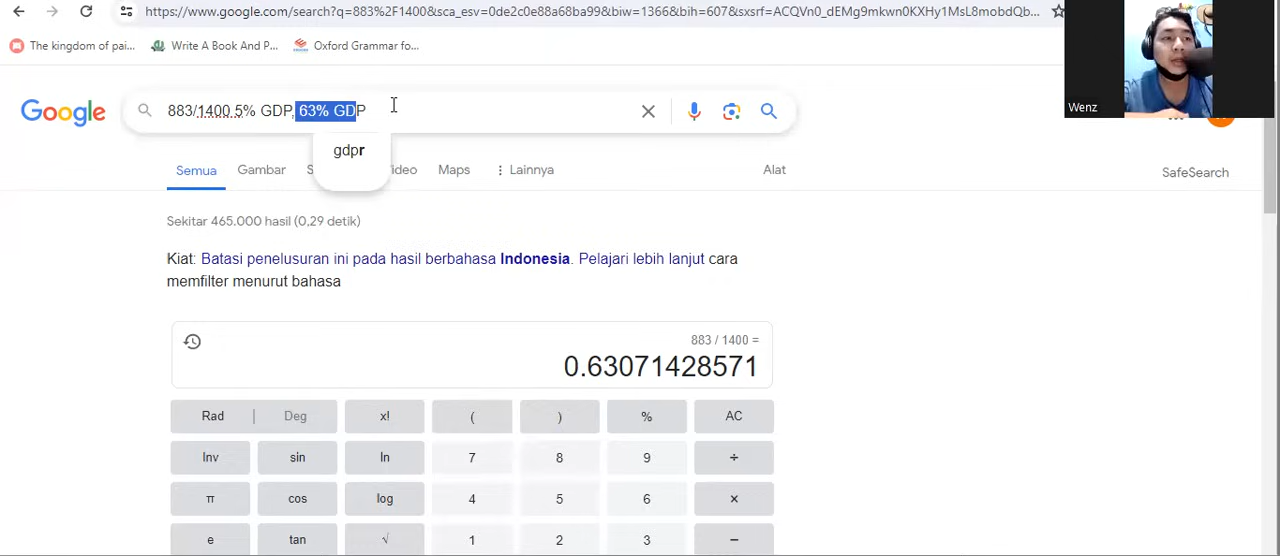 https://www.google.com/search?q=883%2F1400&sca_esv=0de2c0e88a68ba99&biw=1366&bih=607&sxsrf=ACQVn0_dEMg9mkwn0KXHy1MsL8mobdQb...
The kingdom of pai... Write A Book And P... Oxford Grammar fo...
Wenz
Google 883/1400.5% GDP, 63% GDP
gdpr
Semua Gambar Video Maps Lainnya Alat SafeSearch
Sekitar 465.000 hasil (0,29 detik)
Kiat: Batasi penelusuran ini pada hasil berbahasa Indonesia. Pelajari lebih lanjut cara
memfilter menurut bahasa
883 / 1400 =
0.63071428571
Rad | Deg x! ( ) % AC
Inv sin ln 7 8 9 ÷
π cos log 4 5 6 ×
e tan √ 1 2 3 −